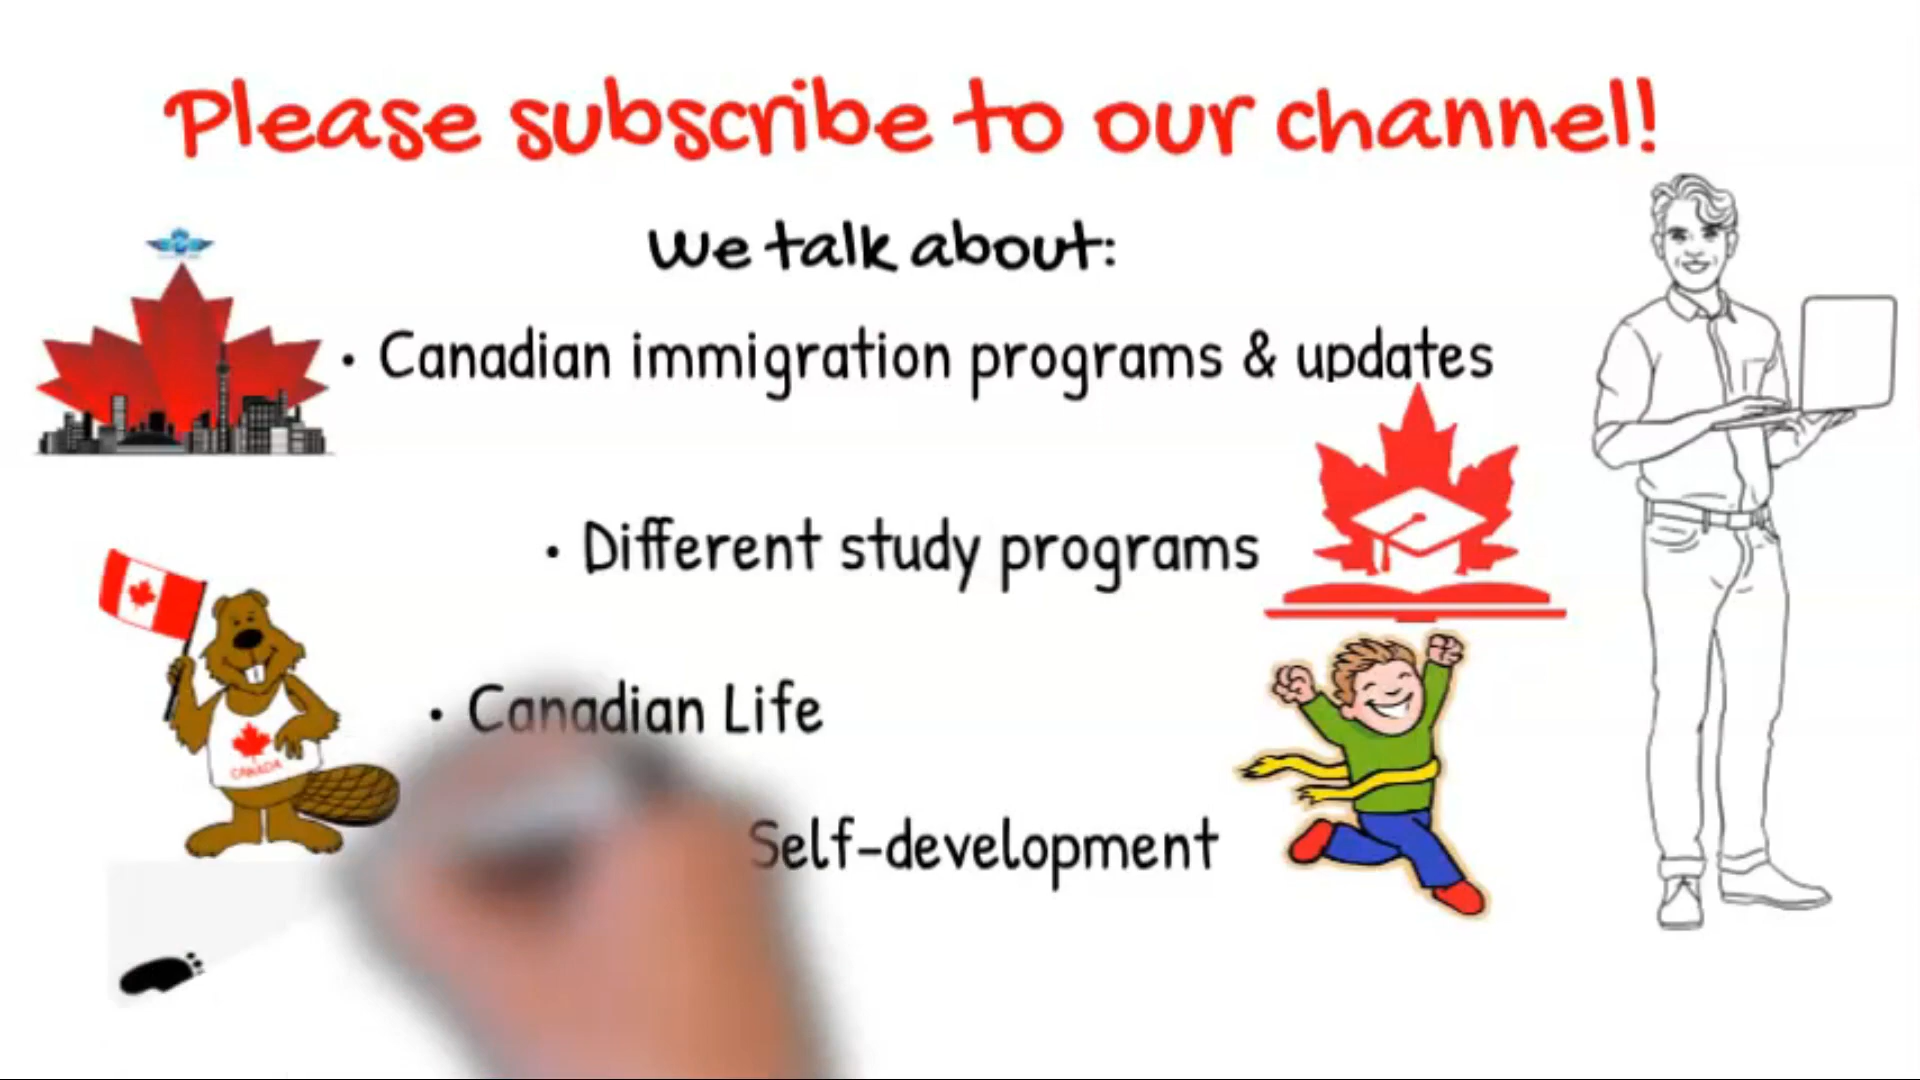 Please subscribe to our channel!
We talk about:
• Canadian immigration programs & updates
• Different study programs
• Canadian Life
Self-development
CANADA